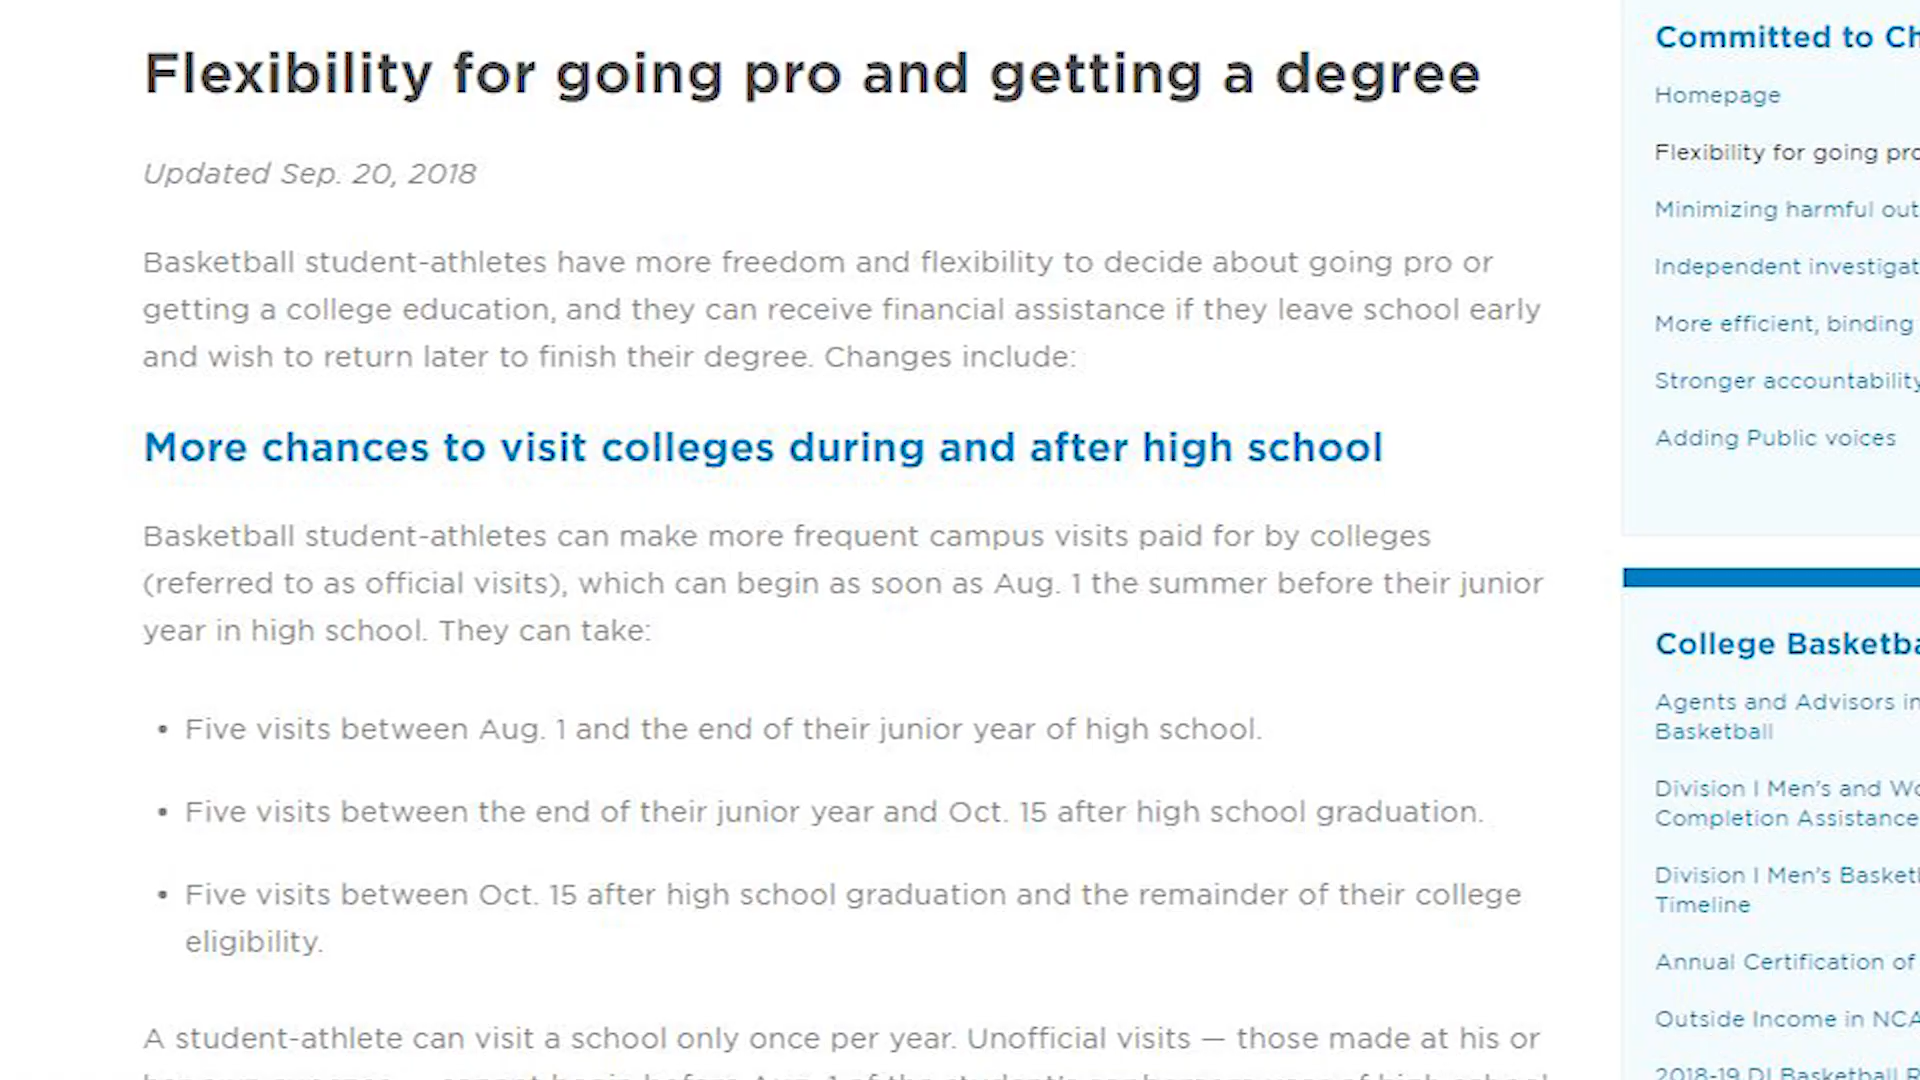 Flexibility for going pro and getting a degree
Updated Sep. 20, 2018
Basketball student-athletes have more freedom and flexibility to decide about going pro or
getting a college education, and they can receive financial assistance if they leave school early
and wish to return later to finish their degree. Changes include:
More chances to visit colleges during and after high school
Basketball student-athletes can make more frequent campus visits paid for by colleges
(referred to as official visits), which can begin as soon as Aug. 1 the summer before their junior
year in high school. They can take:
• Five visits between Aug. 1 and the end of their junior year of high school.
• Five visits between the end of their junior year and Oct. 15 after high school graduation.
• Five visits between Oct. 15 after high school graduation and the remainder of their college
eligibility.
A student-athlete can visit a school only once per year. Unofficial visits — those made at his or
Committed to Ch
Homepage
Flexibility for going pro
Minimizing harmful out
Independent investigat
More efficient, binding
Stronger accountability
Adding Public voices
College Basketba
Agents and Advisors in
Basketball
Division I Men's and Wo
Completion Assistance
Division I Men's Basketb
Timeline
Annual Certification of
Outside Income in NCA
2018-19 DI Basketball R